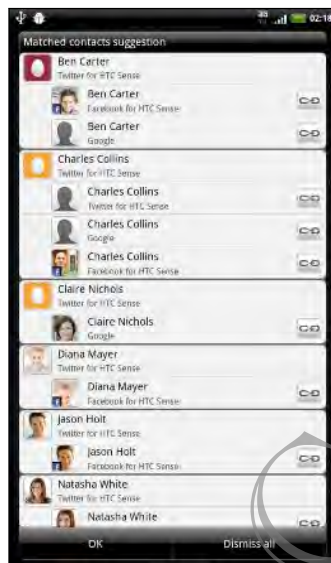 3G
02:18
Matched contacts suggestion
Ben Carter
Twitter for HTC Sense
Ben Carter
Facebook for HTC Sense
Ben Carter
Google
Charles Collins
Twitter for HTC Sense
Charles Collins
Twitter for HTC Sense
Charles Collins
Google
Charles Collins
Facebook for HTC Sense
Claire Nichols
Twitter for HTC Sense
Claire Nichols
Google
Diana Mayer
Twitter for HTC Sense
Diana Mayer
Facebook for HTC Sense
Jason Holt
Twitter for HTC Sense
Jason Holt
Facebook for HTC Sense
Natasha White
Twitter for HTC Sense
Natasha White
OK
Dismiss all